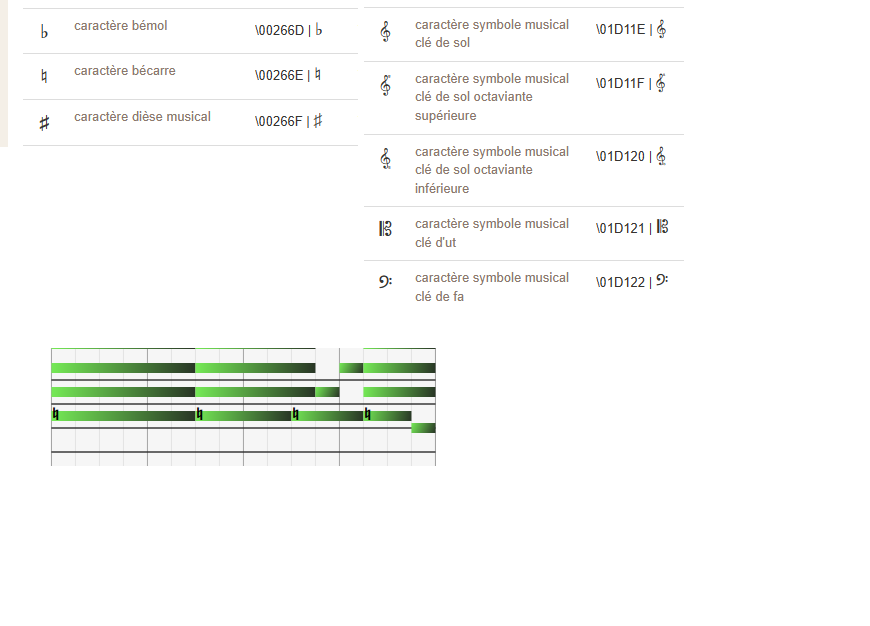 ♭ caractère bémol \00266D | ♭
♮ caractère bécarre \00266E | ♮
♯ caractère dièse musical \00266F | ♯
𝄞 caractère symbole musical \01D11E | 𝄞
clé de sol
𝄟 caractère symbole musical \01D11F | 𝄟
clé de sol octaviante
supérieure
𝄠 caractère symbole musical \01D120 | 𝄠
clé de sol octaviante
inférieure
𝄡 caractère symbole musical \01D121 | 𝄡
clé d'ut
𝄢 caractère symbole musical \01D122 | 𝄢
clé de fa
♮ ♮ ♮ ♮